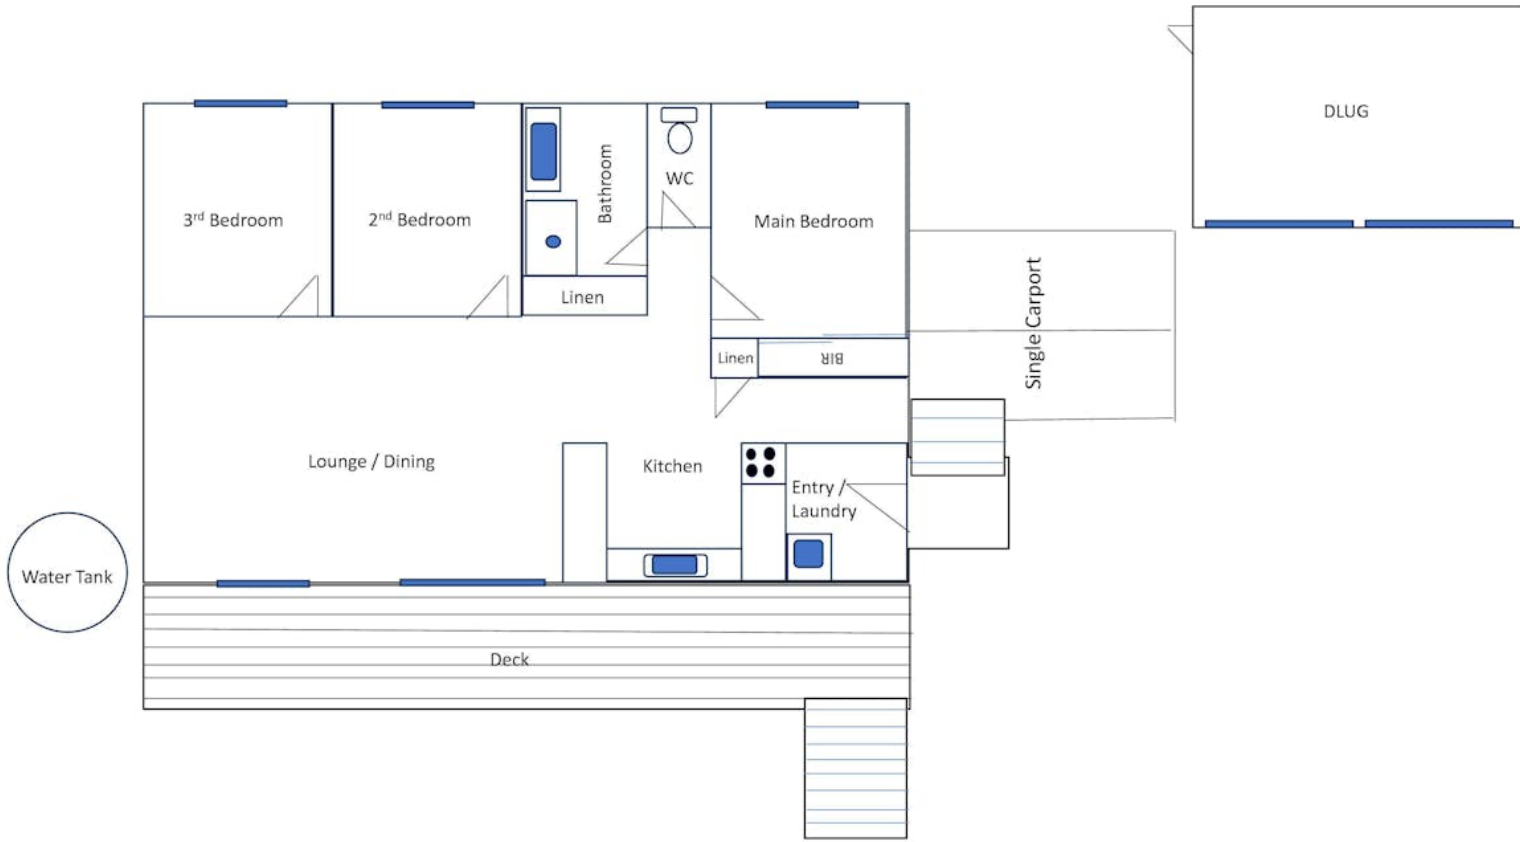 DLUG
3rd Bedroom
2nd Bedroom
Bathroom
WC
Main Bedroom
Linen
Linen
BIR
Single Carport
Lounge / Dining
Kitchen
Entry /
Laundry
Water Tank
Deck